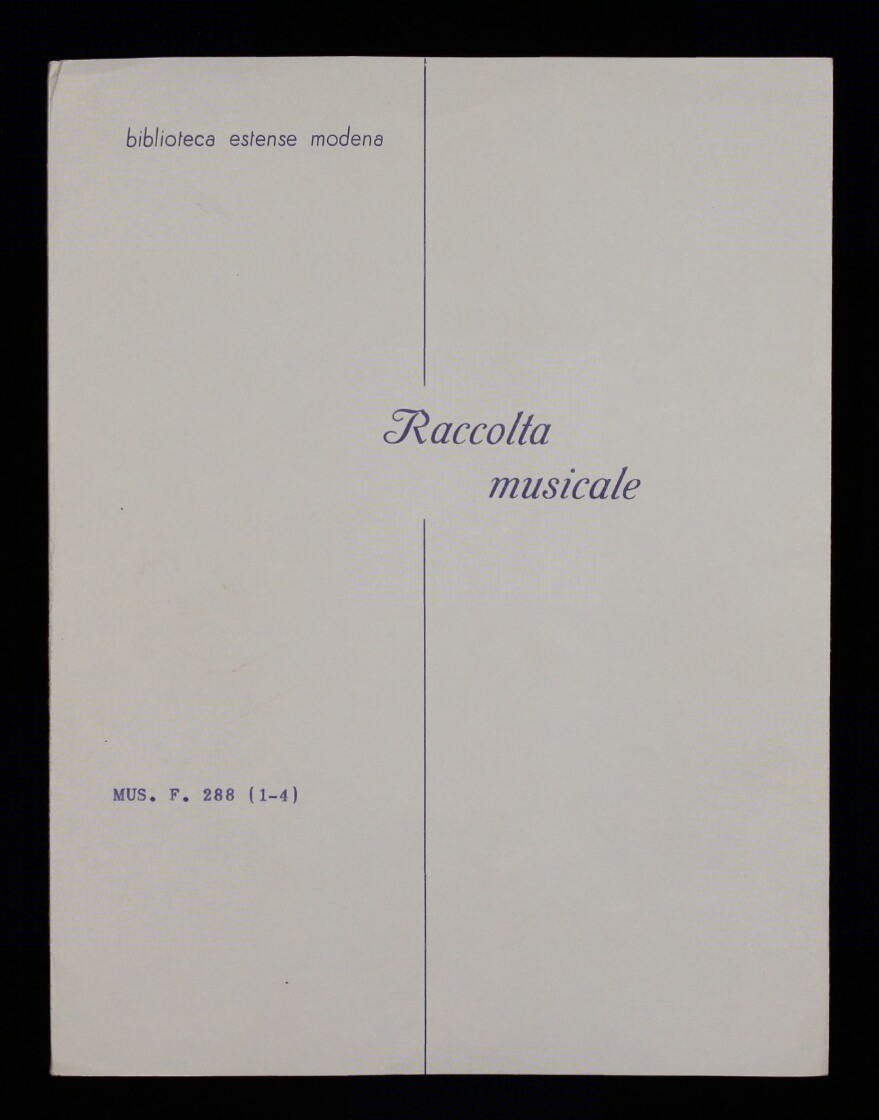 biblioteca estense modena
Raccolta
musicale
MUS. F. 288 (1-4)